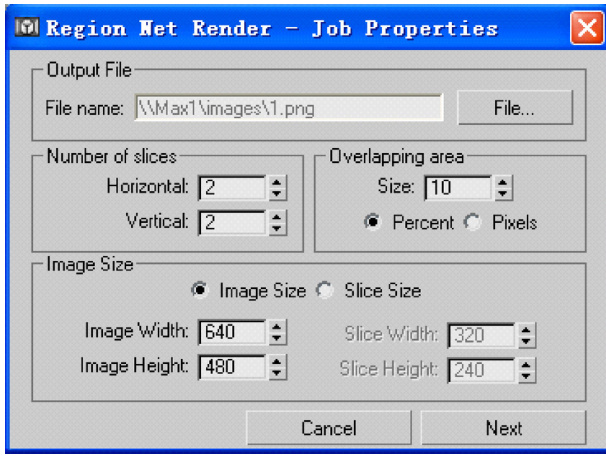 Region Net Render - Job Properties
Output File
File name: \\Max1\images\1.png File...
Number of slices
Horizontal: 2
Vertical: 2
Overlapping area
Size: 10
Percent Pixels
Image Size
Image Size Slice Size
Image Width: 640 Slice Width: 320
Image Height: 480 Slice Height: 240
Cancel Next